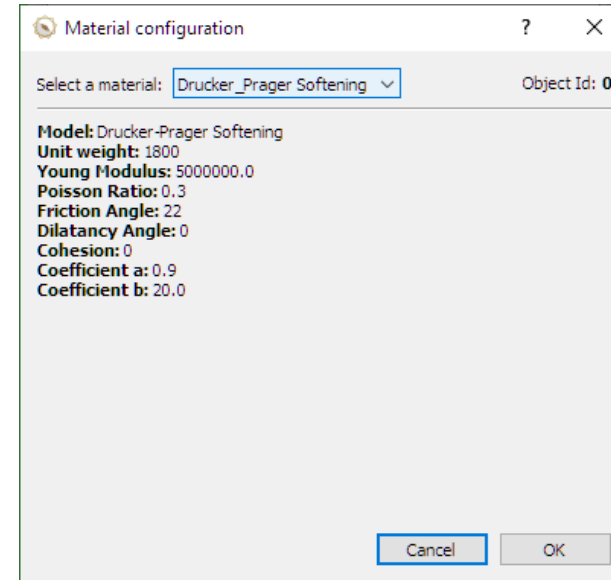 Material configuration ?
Select a material: Drucker_Prager Softening Object Id: 0
Model: Drucker-Prager Softening
Unit weight: 1800
Young Modulus: 5000000.0
Poisson Ratio: 0.3
Friction Angle: 22
Dilatancy Angle: 0
Cohesion: 0
Coefficient a: 0.9
Coefficient b: 20.0
Cancel OK